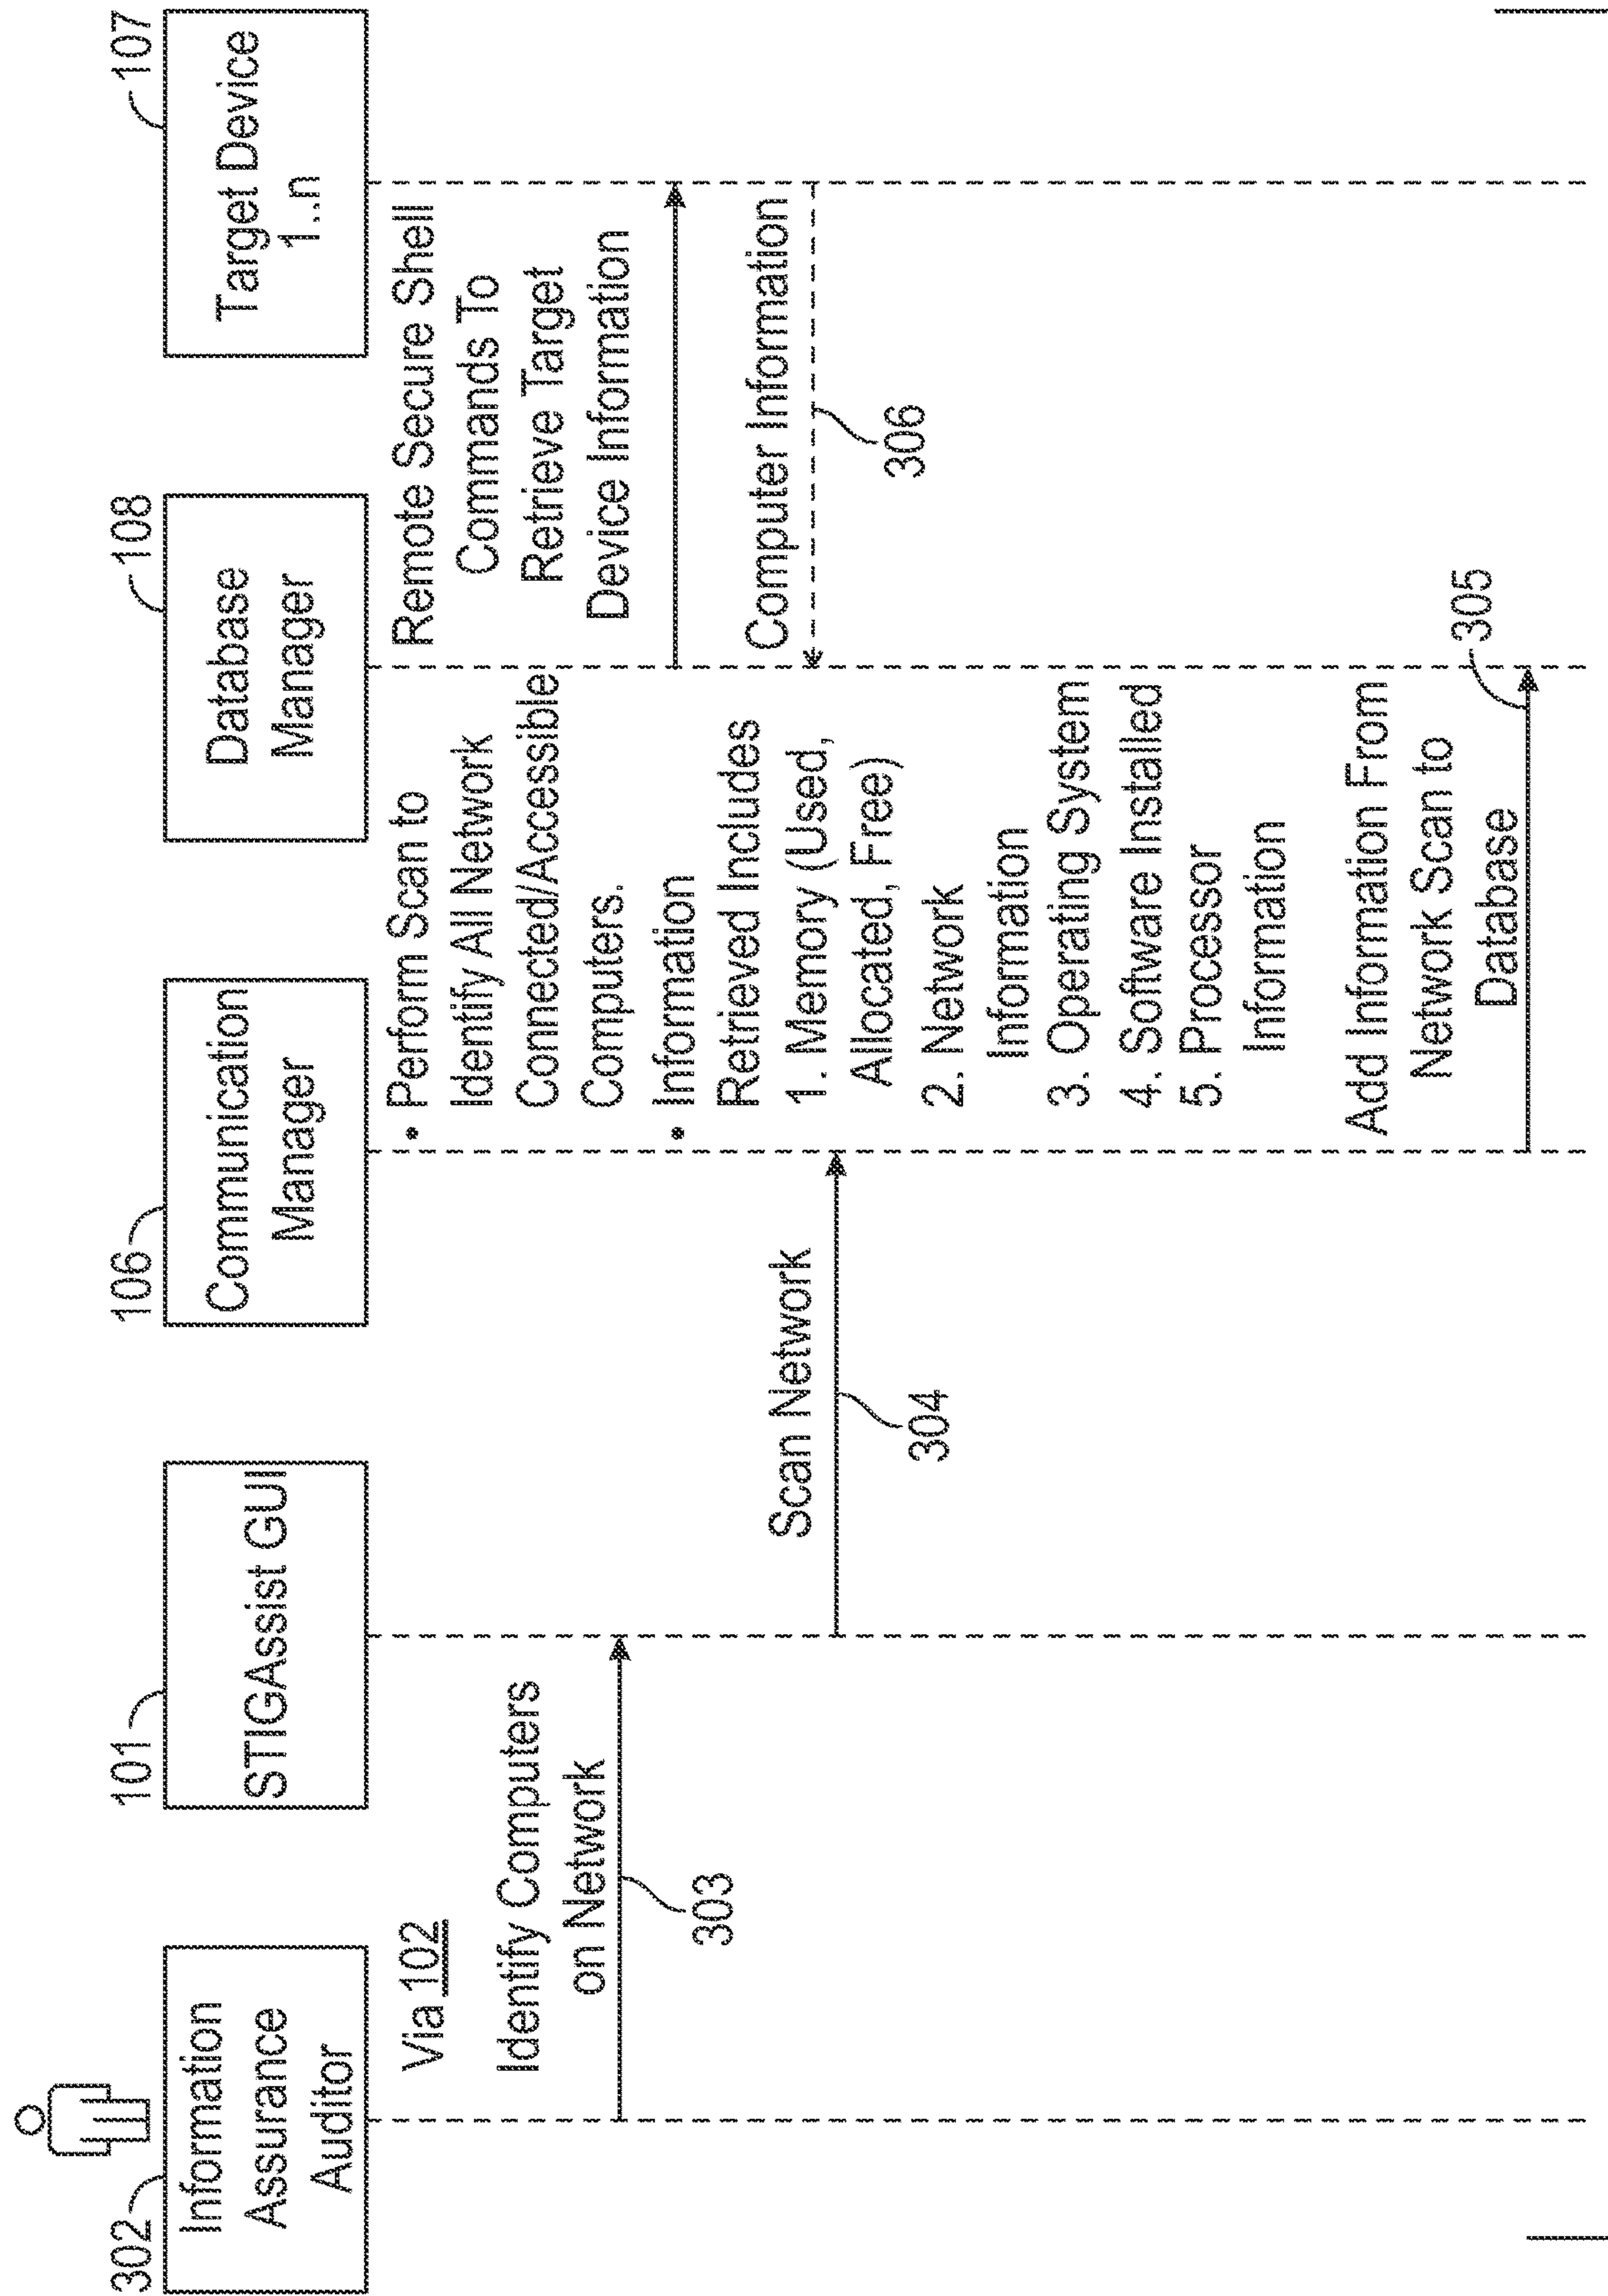 302
Information
Assurance
Auditor
101
STIGAssist GUI
106
Communication
Manager
108
Database
Manager
107
Target Device
1..n
Via 102
Identify Computers
on Network
303
Scan Network
304
• Perform Scan to
Identify All Network
Connected/Accessible
Computers.
• Information
Retrieved Includes
1. Memory (Used,
Allocated, Free)
2. Network
Information
3. Operating System
4. Software Installed
5. Processor
Information
Add Information From
Network Scan to
Database
305
Remote Secure Shell
Commands To
Retrieve Target
Device Information
Computer Information
306